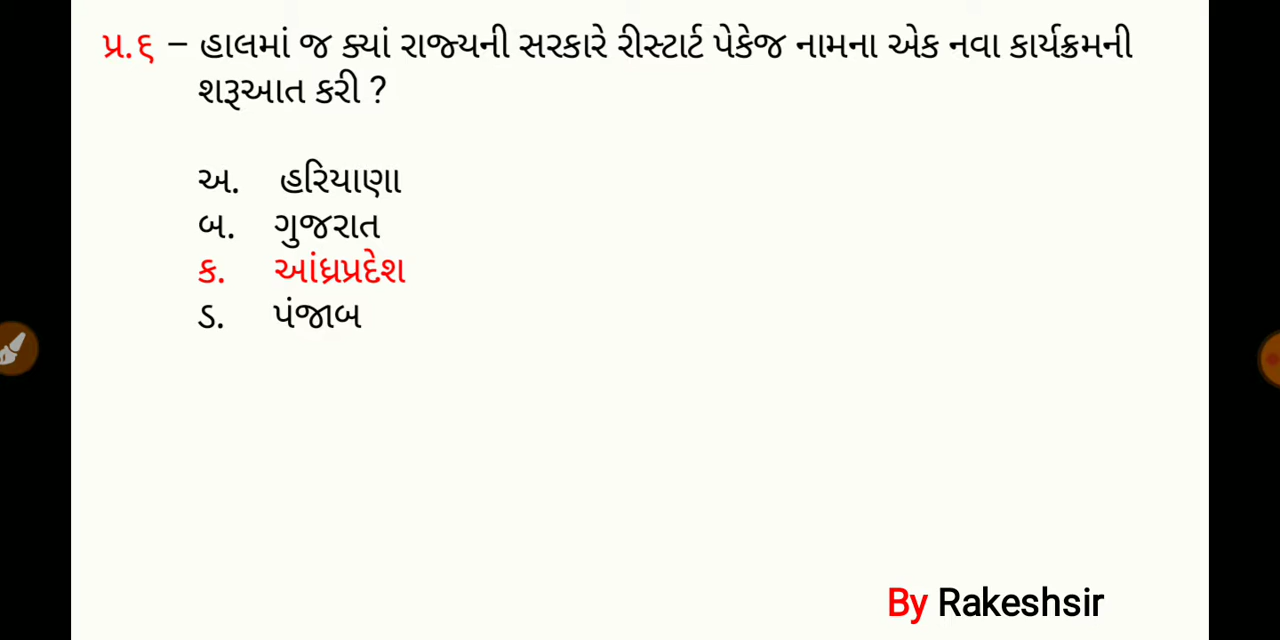 પ્ર.૬ – હાલમાં જ ક્યાં રાજ્યની સરકારે રીસ્ટાર્ટ પેકેજ નામના એક નવા કાર્યક્રમની
શરૂઆત કરી ?
અ. હરિયાણા
બ. ગુજરાત
ક. આંધ્રપ્રદેશ
ડ. પંજાબ
By Rakeshsir